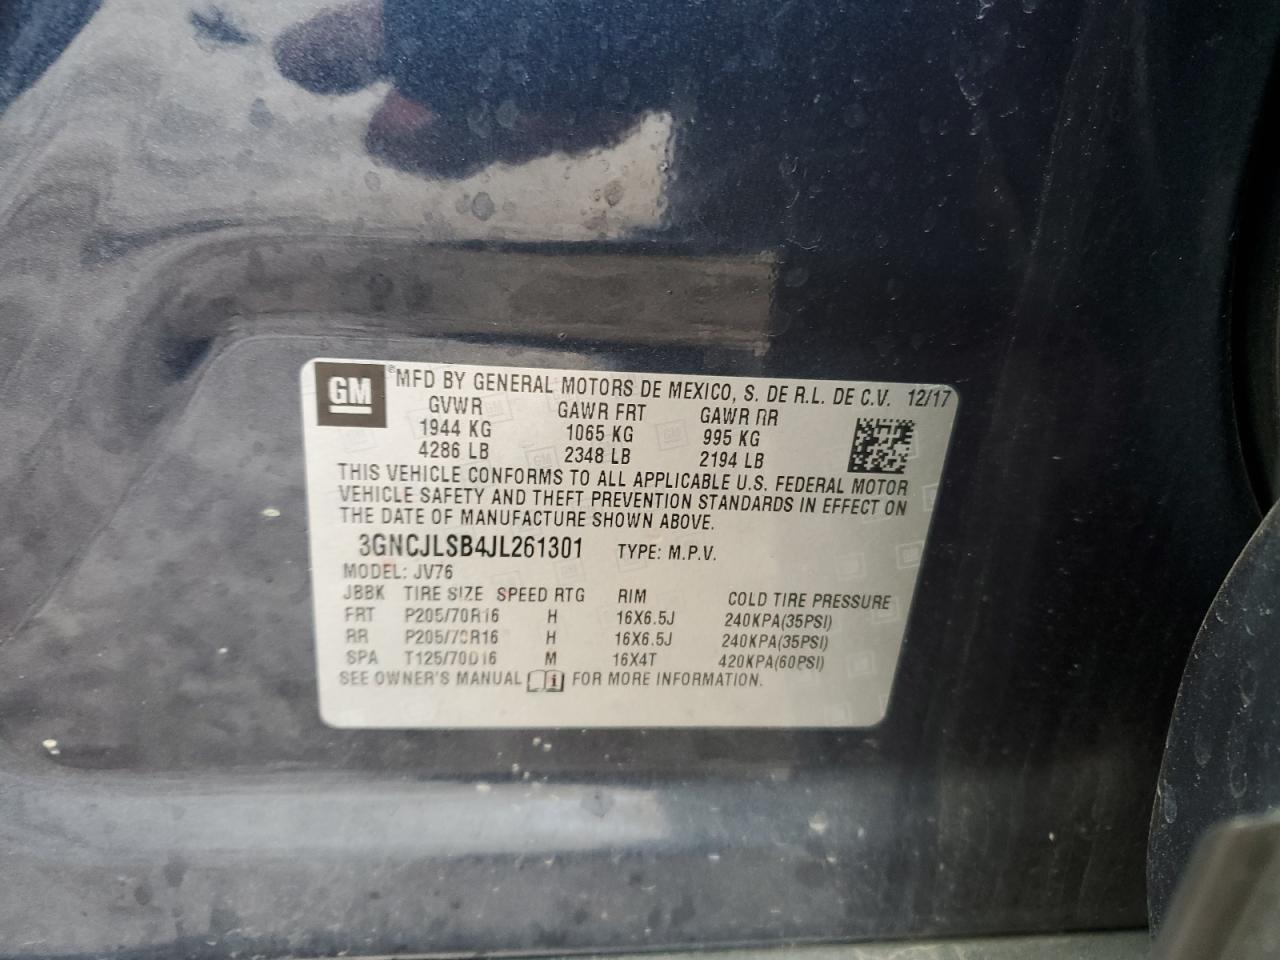 GM ®MFD BY GENERAL MOTORS DE MEXICO, S. DE R.L. DE C.V. 12/17
GVWR GAWR FRT GAWR RR
1944 KG 1065 KG 995 KG
4286 LB 2348 LB 2194 LB
THIS VEHICLE CONFORMS TO ALL APPLICABLE U.S. FEDERAL MOTOR
VEHICLE SAFETY AND THEFT PREVENTION STANDARDS IN EFFECT ON
THE DATE OF MANUFACTURE SHOWN ABOVE.
3GNCJLSB4JL261301 TYPE: M.P.V.
MODEL: JV76
JBBK TIRE SIZE SPEED RTG RIM COLD TIRE PRESSURE
FRT P205/70R16 H 16X6.5J 240KPA(35PSI)
RR P205/70R16 H 16X6.5J 240KPA(35PSI)
SPA T125/70D16 M 16X4T 420KPA(60PSI)
SEE OWNER'S MANUAL i FOR MORE INFORMATION.